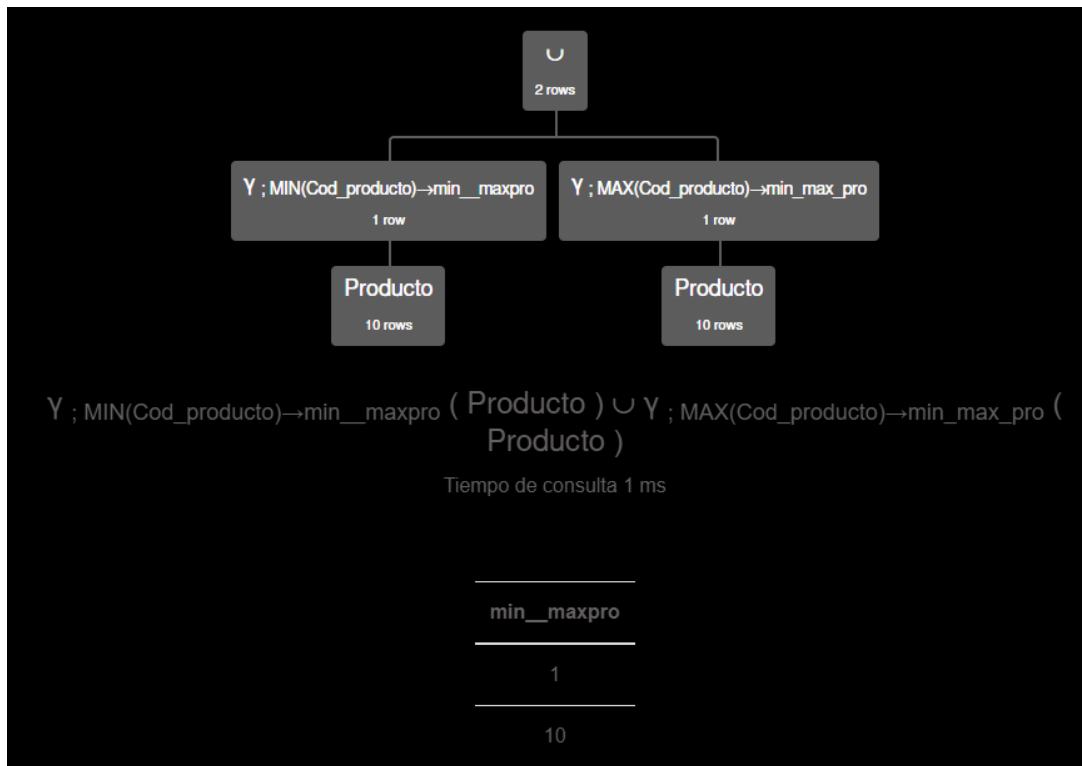 ∪
2 rows
γ ; MIN(Cod_producto)→min__maxpro
1 row
γ ; MAX(Cod_producto)→min_max_pro
1 row
Producto
10 rows
Producto
10 rows
γ ; MIN(Cod_producto)→min__maxpro ( Producto ) ∪ γ ; MAX(Cod_producto)→min_max_pro (
Producto )
Tiempo de consulta 1 ms
min__maxpro
1
10